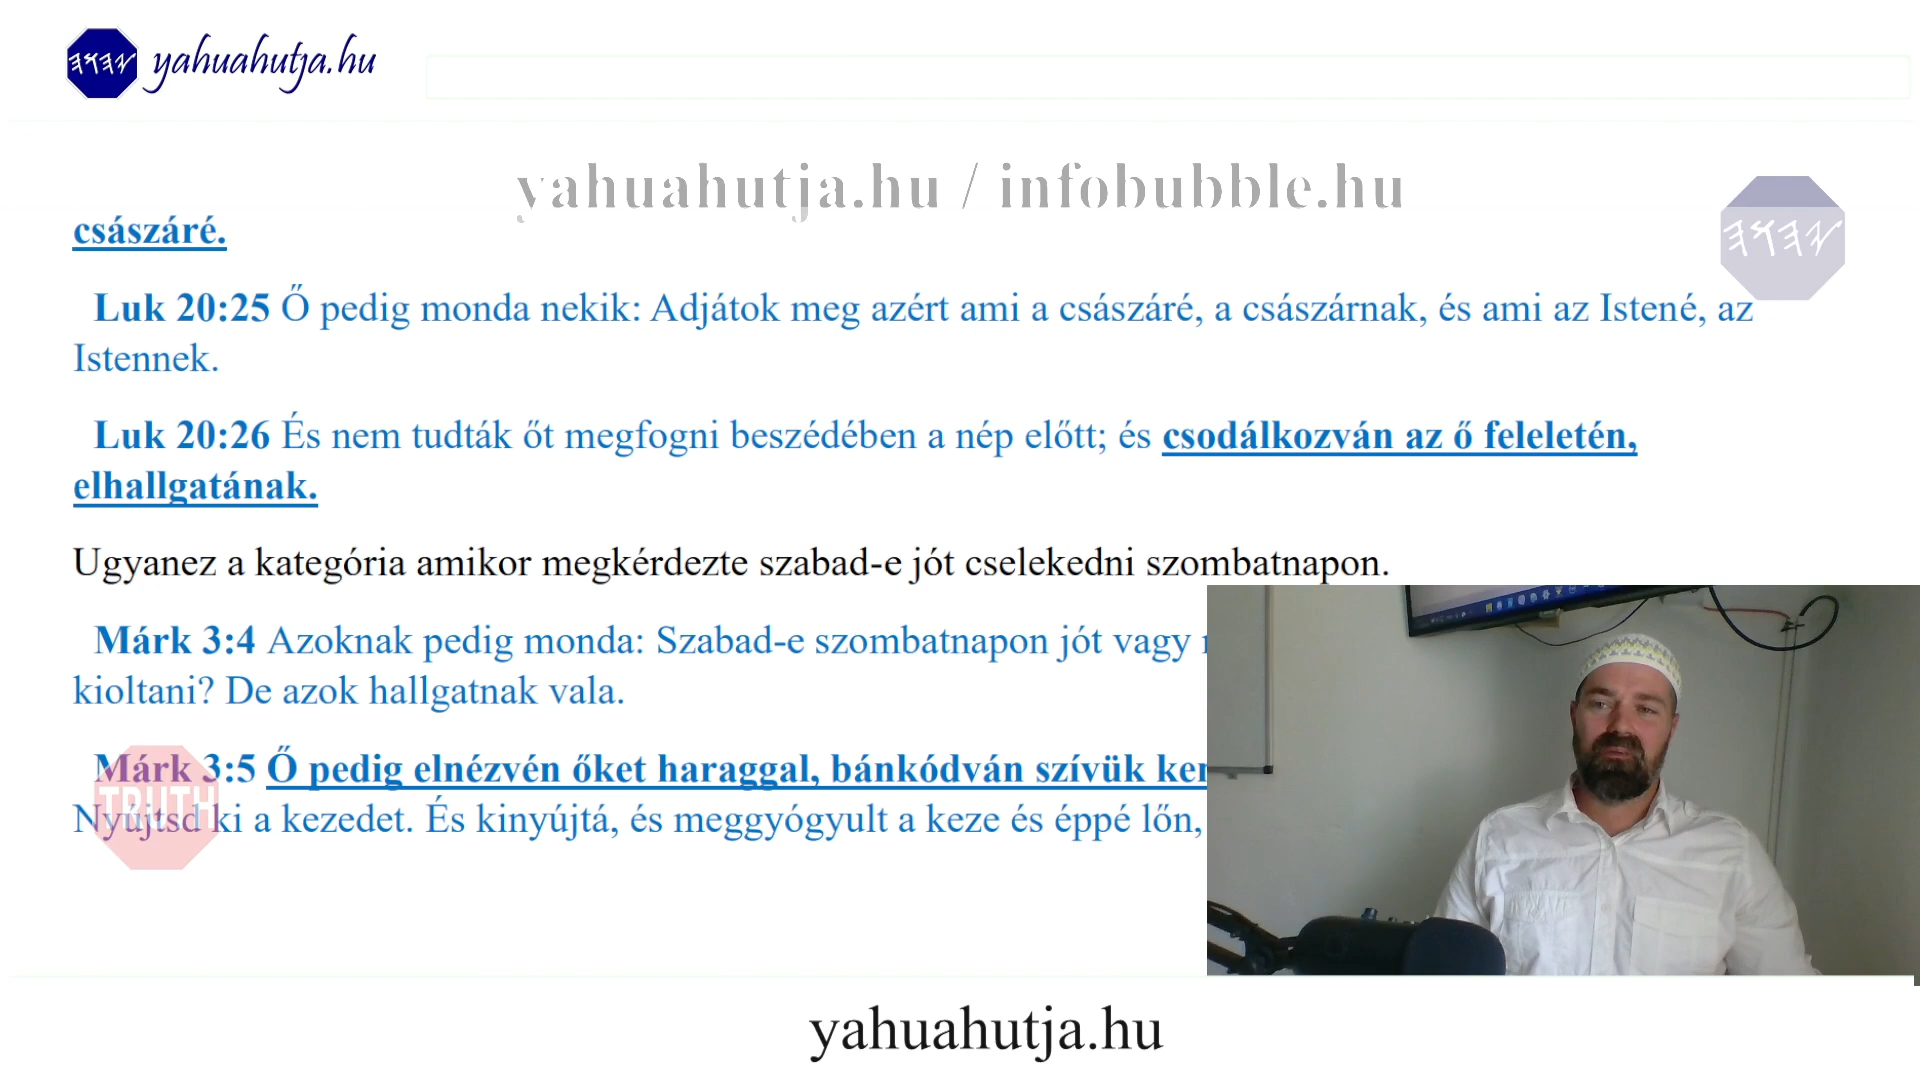 yahuahutja.hu
yahuahutja.hu / infobubble.hu
császáré.
Luk 20:25 Ő pedig monda nekik: Adjátok meg azért ami a császáré, a császárnak, és ami az Istené, az
Istennek.
Luk 20:26 És nem tudták őt megfogni beszédében a nép előtt; és csodálkozván az ő feleletén,
elhallgatának.
Ugyanez a kategória amikor megkérdezte szabad-e jót cselekedni szombatnapon.
Márk 3:4 Azoknak pedig monda: Szabad-e szombatnapon jót vagy
kioltani? De azok hallgatnak vala.
Márk 3:5 Ő pedig elnézvén őket haraggal, bánkódván szívük
Nyújtsd ki a kezedet. És kinyújtá, és meggyógyult a keze és éppé lőn,
TRUTH
yahuahutja.hu